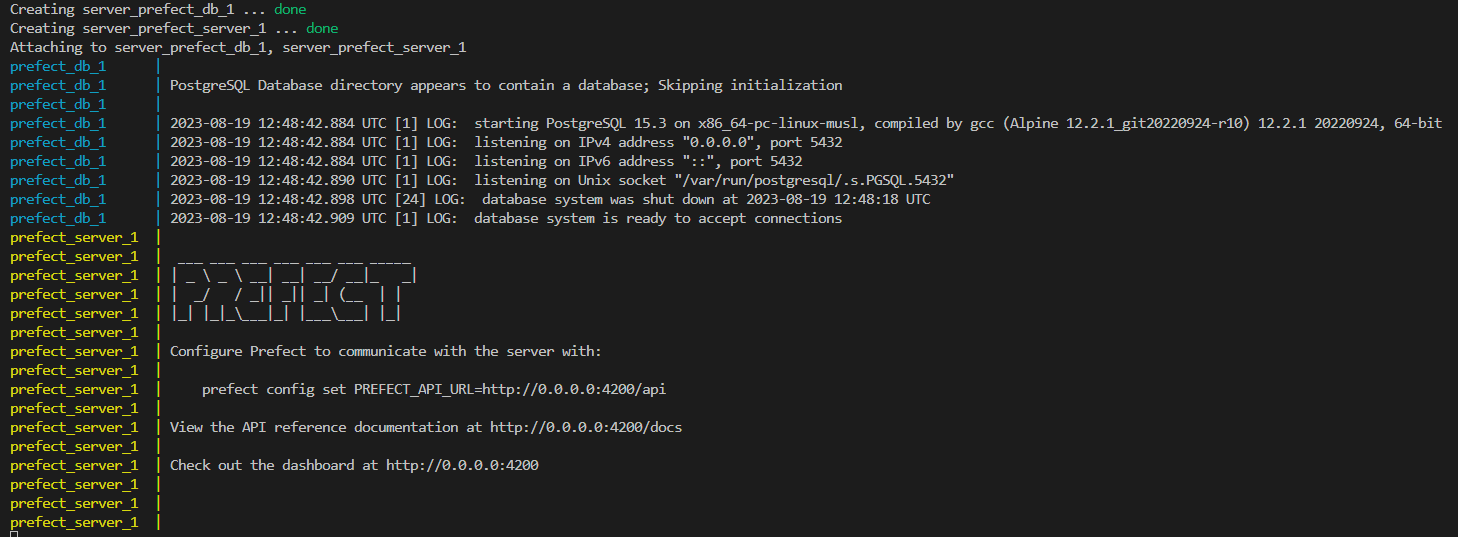 Creating server_prefect_db_1 ... done
Creating server_prefect_server_1 ... done
Attaching to server_prefect_db_1, server_prefect_server_1
prefect_db_1      |
prefect_db_1      | PostgreSQL Database directory appears to contain a database; Skipping initialization
prefect_db_1      |
prefect_db_1      | 2023-08-19 12:48:42.884 UTC [1] LOG:  starting PostgreSQL 15.3 on x86_64-pc-linux-musl, compiled by gcc (Alpine 12.2.1_git20220924-r10) 12.2.1 20220924, 64-bit
prefect_db_1      | 2023-08-19 12:48:42.884 UTC [1] LOG:  listening on IPv4 address "0.0.0.0", port 5432
prefect_db_1      | 2023-08-19 12:48:42.884 UTC [1] LOG:  listening on IPv6 address "::", port 5432
prefect_db_1      | 2023-08-19 12:48:42.890 UTC [1] LOG:  listening on Unix socket "/var/run/postgresql/.s.PGSQL.5432"
prefect_db_1      | 2023-08-19 12:48:42.898 UTC [24] LOG:  database system was shut down at 2023-08-19 12:48:18 UTC
prefect_db_1      | 2023-08-19 12:48:42.909 UTC [1] LOG:  database system is ready to accept connections
prefect_server_1  |
prefect_server_1  |  ___ ___ ___ ___ ___ ___ _____
prefect_server_1  | | _ \ _ \ __| __| __/ __|_   _|
prefect_server_1  | |  _/   / _|| _|| _| (__  | |
prefect_server_1  | |_| |_|_\___|_| |___\___| |_|
prefect_server_1  |
prefect_server_1  | Configure Prefect to communicate with the server with:
prefect_server_1  |
prefect_server_1  |     prefect config set PREFECT_API_URL=http://0.0.0.0:4200/api
prefect_server_1  |
prefect_server_1  | View the API reference documentation at http://0.0.0.0:4200/docs
prefect_server_1  |
prefect_server_1  | Check out the dashboard at http://0.0.0.0:4200
prefect_server_1  |
prefect_server_1  |
prefect_server_1  |